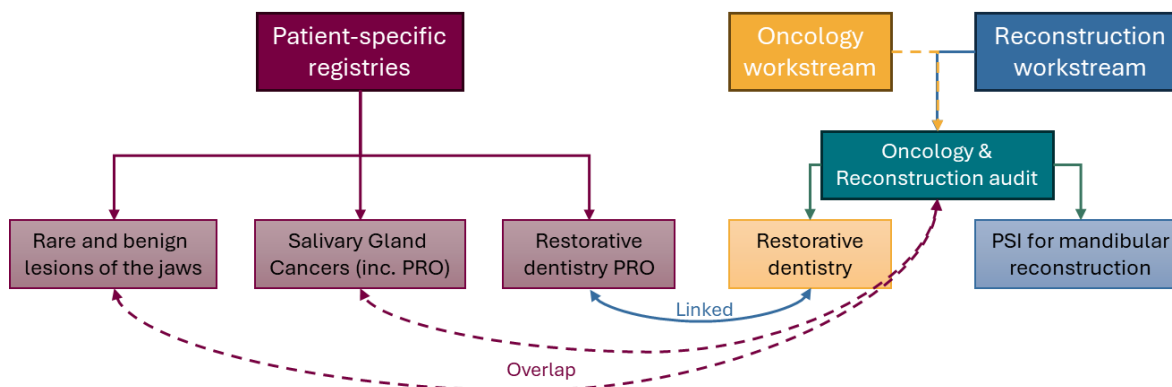 Patient-specific
registries
Oncology
workstream
Reconstruction
workstream
Oncology &
Reconstruction audit
Rare and benign
lesions of the jaws
Salivary Gland
Cancers (inc. PRO)
Restorative
dentistry PRO
Restorative
dentistry
PSI for mandibular
reconstruction
Linked
Overlap